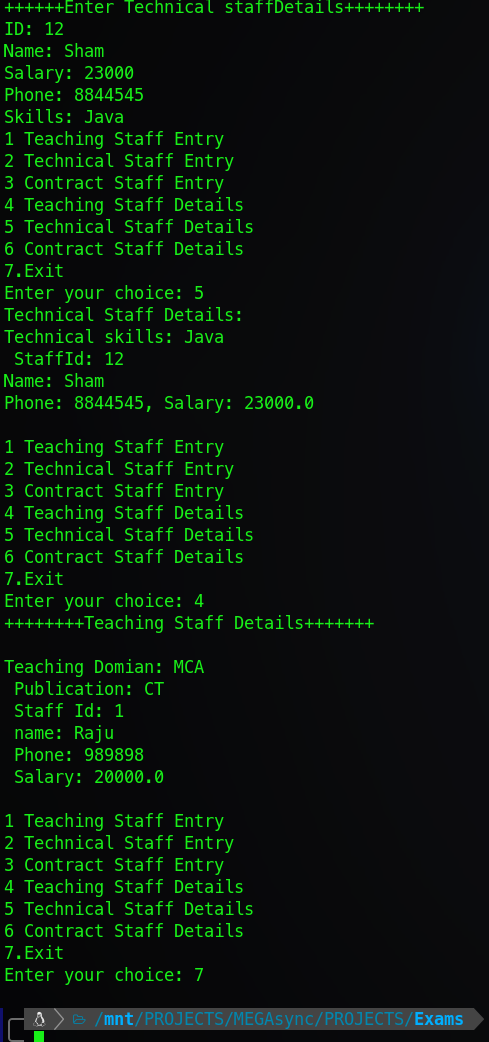 ++++++Enter Technical staffDetails++++++++
ID: 12
Name: Sham
Salary: 23000
Phone: 8844545
Skills: Java
1 Teaching Staff Entry
2 Technical Staff Entry
3 Contract Staff Entry
4 Teaching Staff Details
5 Technical Staff Details
6 Contract Staff Details
7.Exit
Enter your choice: 5
Technical Staff Details:
Technical skills: Java
 StaffId: 12
Name: Sham
Phone: 8844545, Salary: 23000.0

1 Teaching Staff Entry
2 Technical Staff Entry
3 Contract Staff Entry
4 Teaching Staff Details
5 Technical Staff Details
6 Contract Staff Details
7.Exit
Enter your choice: 4
++++++++Teaching Staff Details+++++++

Teaching Domian: MCA
 Publication: CT
 Staff Id: 1
 name: Raju
 Phone: 989898
 Salary: 20000.0

1 Teaching Staff Entry
2 Technical Staff Entry
3 Contract Staff Entry
4 Teaching Staff Details
5 Technical Staff Details
6 Contract Staff Details
7.Exit
Enter your choice: 7

/mnt/PROJECTS/MEGAsync/PROJECTS/Exams